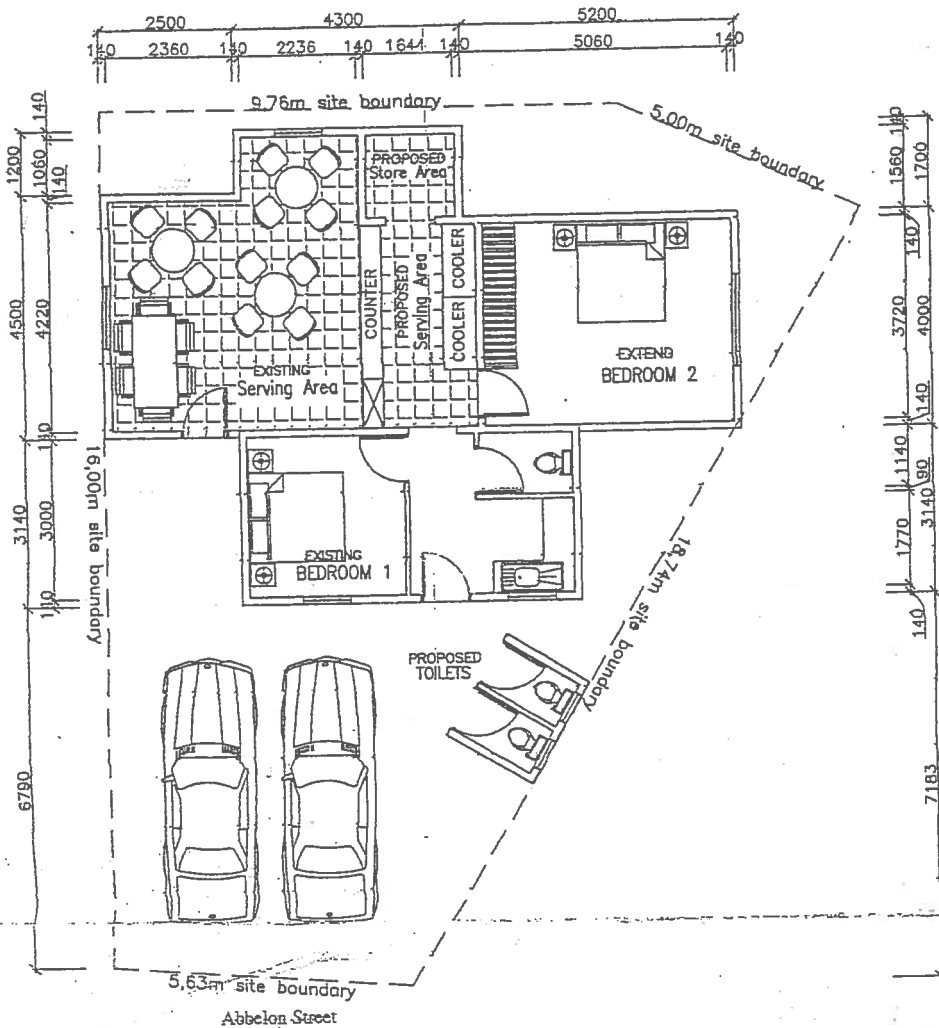 2500 4300 5200
140 2360 140 2236 140 1644 140 5060 140
9,76m site boundary
5,00m site boundary
1200
140
1060
140
4500
4220
140
3140
3000
140
6790
16,00m site boundary
PROPOSED
Store Area
COUNTER
PROPOSED
Serving Area
COOLER
COOLER
EXISTING
Serving Area
EXTEND
BEDROOM 2
EXISTING
BEDROOM 1
PROPOSED
TOILETS
18,74m site boundary
140
1560
1700
140
3720
4000
140
1140
90
3140
1770
140
7183
5,63m site boundary
Abbelon Street